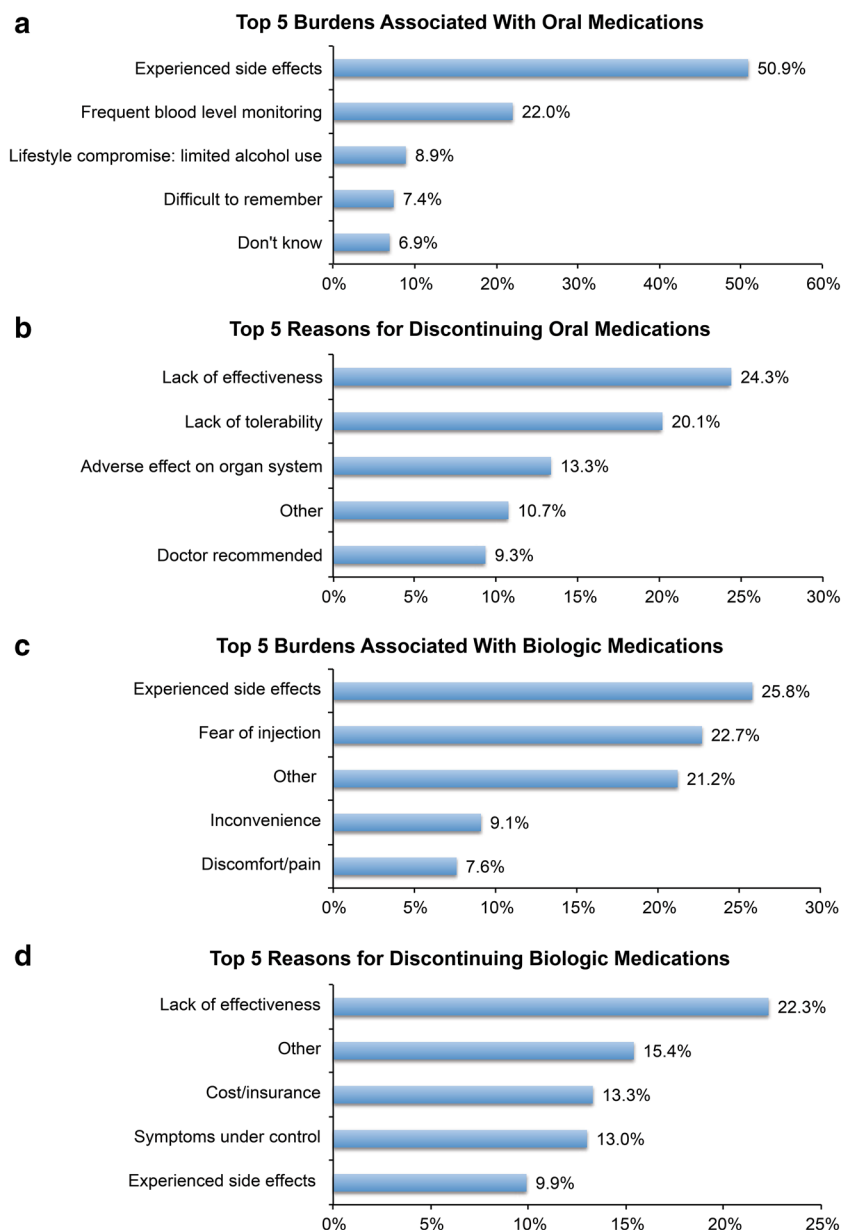 a
Top 5 Burdens Associated With Oral Medications
Experienced side effects 50.9%
Frequent blood level monitoring 22.0%
Lifestyle compromise: limited alcohol use 8.9%
Difficult to remember 7.4%
Don't know 6.9%
0% 10% 20% 30% 40% 50% 60%
b
Top 5 Reasons for Discontinuing Oral Medications
Lack of effectiveness 24.3%
Lack of tolerability 20.1%
Adverse effect on organ system 13.3%
Other 10.7%
Doctor recommended 9.3%
0% 5% 10% 15% 20% 25% 30%
c
Top 5 Burdens Associated With Biologic Medications
Experienced side effects 25.8%
Fear of injection 22.7%
Other 21.2%
Inconvenience 9.1%
Discomfort/pain 7.6%
0% 5% 10% 15% 20% 25% 30%
d
Top 5 Reasons for Discontinuing Biologic Medications
Lack of effectiveness 22.3%
Other 15.4%
Cost/insurance 13.3%
Symptoms under control 13.0%
Experienced side effects 9.9%
0% 5% 10% 15% 20% 25%